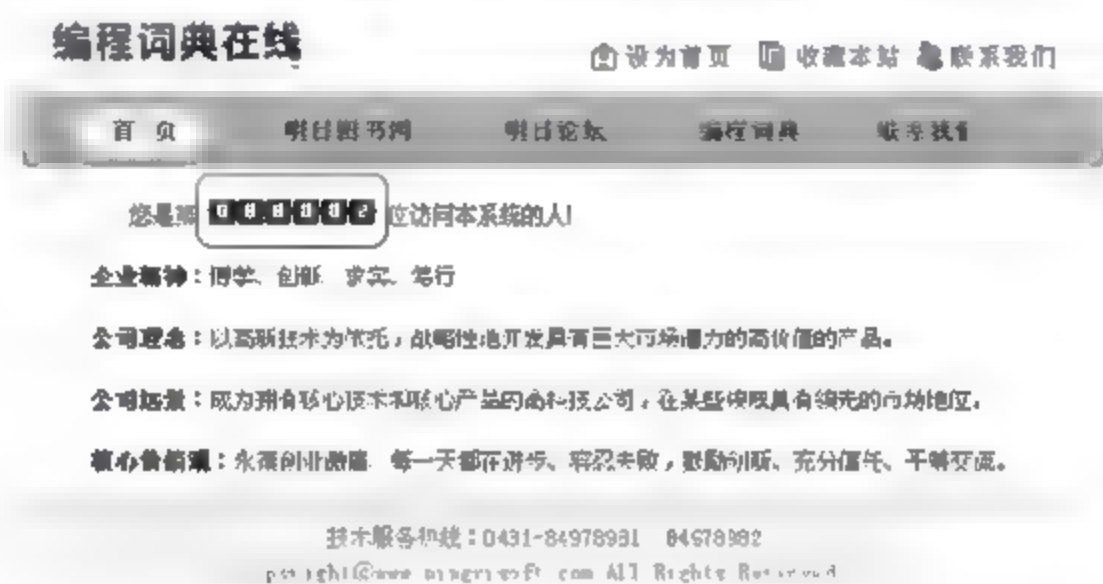 编程词典在线
设为首页 收藏本站 联系我们
首 页 明日图书网 明日论坛 编程词典 联系我们
您是第 位访问本系统的人!
企业精神:博学、创新、求实、笃行
公司理念:以高新技术为依托,战略性地开发具有巨大市场潜力的高价值的产品。
公司远景:成为拥有核心技术和核心产品的高科技公司,在某些领域具有领先的市场地位。
核心价值观:永葆创业激情、每一天都在进步、容忍失败,鼓励创新、充分信任、平等交流。
技术服务热线:0431-84978981 84978982
All Rights Reserved